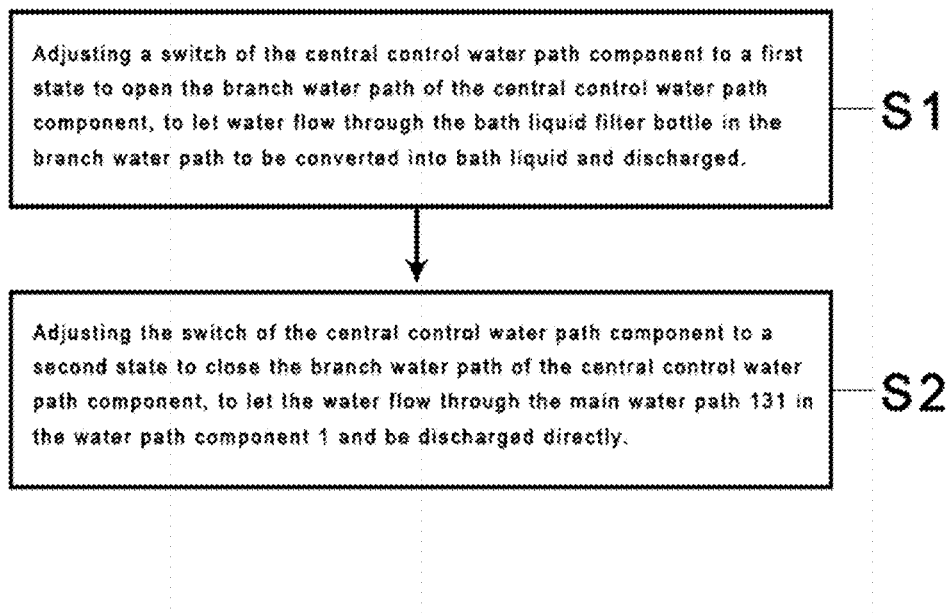 Adjusting a switch of the central control water path component to a first
state to open the branch water path of the central control water path
component, to let water flow through the bath liquid filter bottle in the
branch water path to be converted into bath liquid and discharged.
S1
Adjusting the switch of the central control water path component to a
second state to close the branch water path of the central control water
path component, to let the water flow through the main water path 131 in
the water path component 1 and be discharged directly.
S2